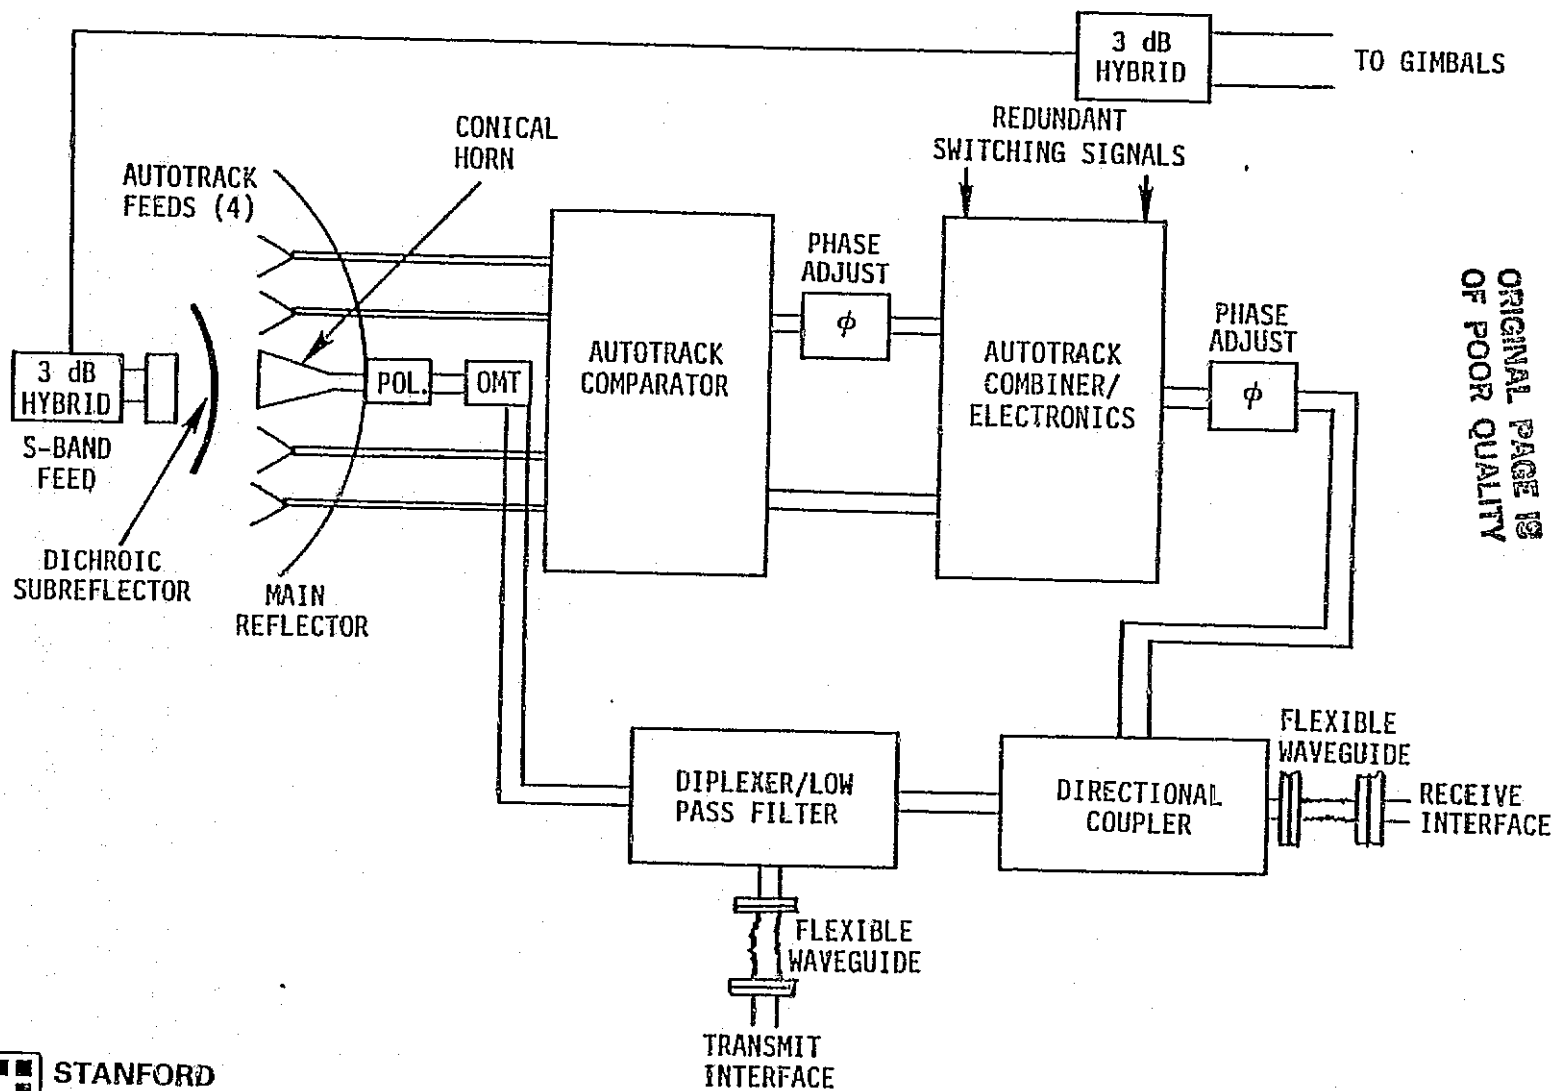 3 dB
HYBRID
TO GIMBALS
REDUNDANT
SWITCHING SIGNALS
CONICAL
HORN
AUTOTRACK
FEEDS (4)
PHASE
ADJUST
ϕ
AUTOTRACK
COMPARATOR
AUTOTRACK
COMBINER/
ELECTRONICS
PHASE
ADJUST
ϕ
ORIGINAL PAGE IS
OF POOR QUALITY
3 dB
HYBRID
POL.
OMT
S-BAND
FEED
DICHROIC
SUBREFLECTOR
MAIN
REFLECTOR
DIPLEXER/LOW
PASS FILTER
DIRECTIONAL
COUPLER
FLEXIBLE
WAVEGUIDE
RECEIVE
INTERFACE
FLEXIBLE
WAVEGUIDE
TRANSMIT
INTERFACE
STANFORD